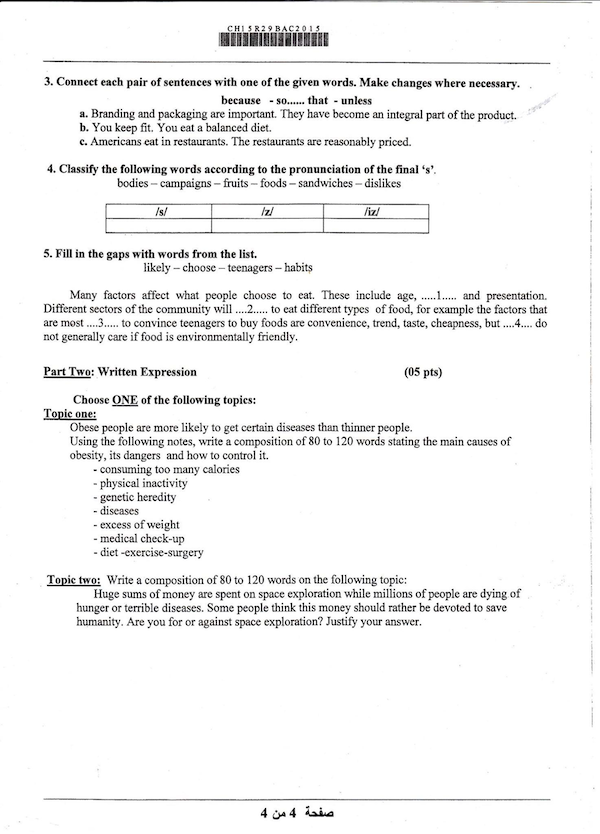 CH15R29BAC2015
3. Connect each pair of sentences with one of the given words. Make changes where necessary.
because - so...... that - unless
a. Branding and packaging are important. They have become an integral part of the product.
b. You keep fit. You eat a balanced diet.
c. Americans eat in restaurants. The restaurants are reasonably priced.
4. Classify the following words according to the pronunciation of the final ‘s’.
bodies – campaigns – fruits – foods – sandwiches – dislikes
/s/ /z/ /iz/
5. Fill in the gaps with words from the list.
likely – choose – teenagers – habits
Many factors affect what people choose to eat. These include age, .....1..... and presentation.
Different sectors of the community will ....2..... to eat different types of food, for example the factors that
are most ....3..... to convince teenagers to buy foods are convenience, trend, taste, cheapness, but ....4.... do
not generally care if food is environmentally friendly.
Part Two: Written Expression (05 pts)
Choose ONE of the following topics:
Topic one:
Obese people are more likely to get certain diseases than thinner people.
Using the following notes, write a composition of 80 to 120 words stating the main causes of
obesity, its dangers and how to control it.
- consuming too many calories
- physical inactivity
- genetic heredity
- diseases
- excess of weight
- medical check-up
- diet -exercise-surgery
Topic two: Write a composition of 80 to 120 words on the following topic:
Huge sums of money are spent on space exploration while millions of people are dying of
hunger or terrible diseases. Some people think this money should rather be devoted to save
humanity. Are you for or against space exploration? Justify your answer.
صفحة 4 من 4